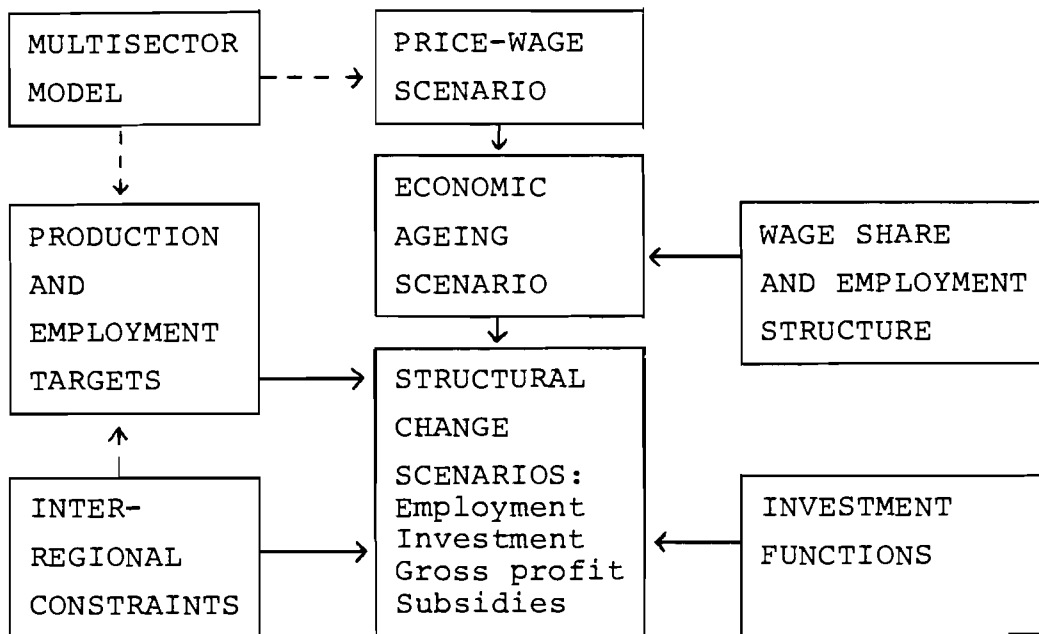 MULTISECTOR
MODEL
PRICE-WAGE
SCENARIO
ECONOMIC
AGEING
SCENARIO
PRODUCTION
AND
EMPLOYMENT
TARGETS
WAGE SHARE
AND EMPLOYMENT
STRUCTURE
STRUCTURAL
CHANGE
SCENARIOS:
Employment
Investment
Gross profit
Subsidies
INTER-
REGIONAL
CONSTRAINTS
INVESTMENT
FUNCTIONS